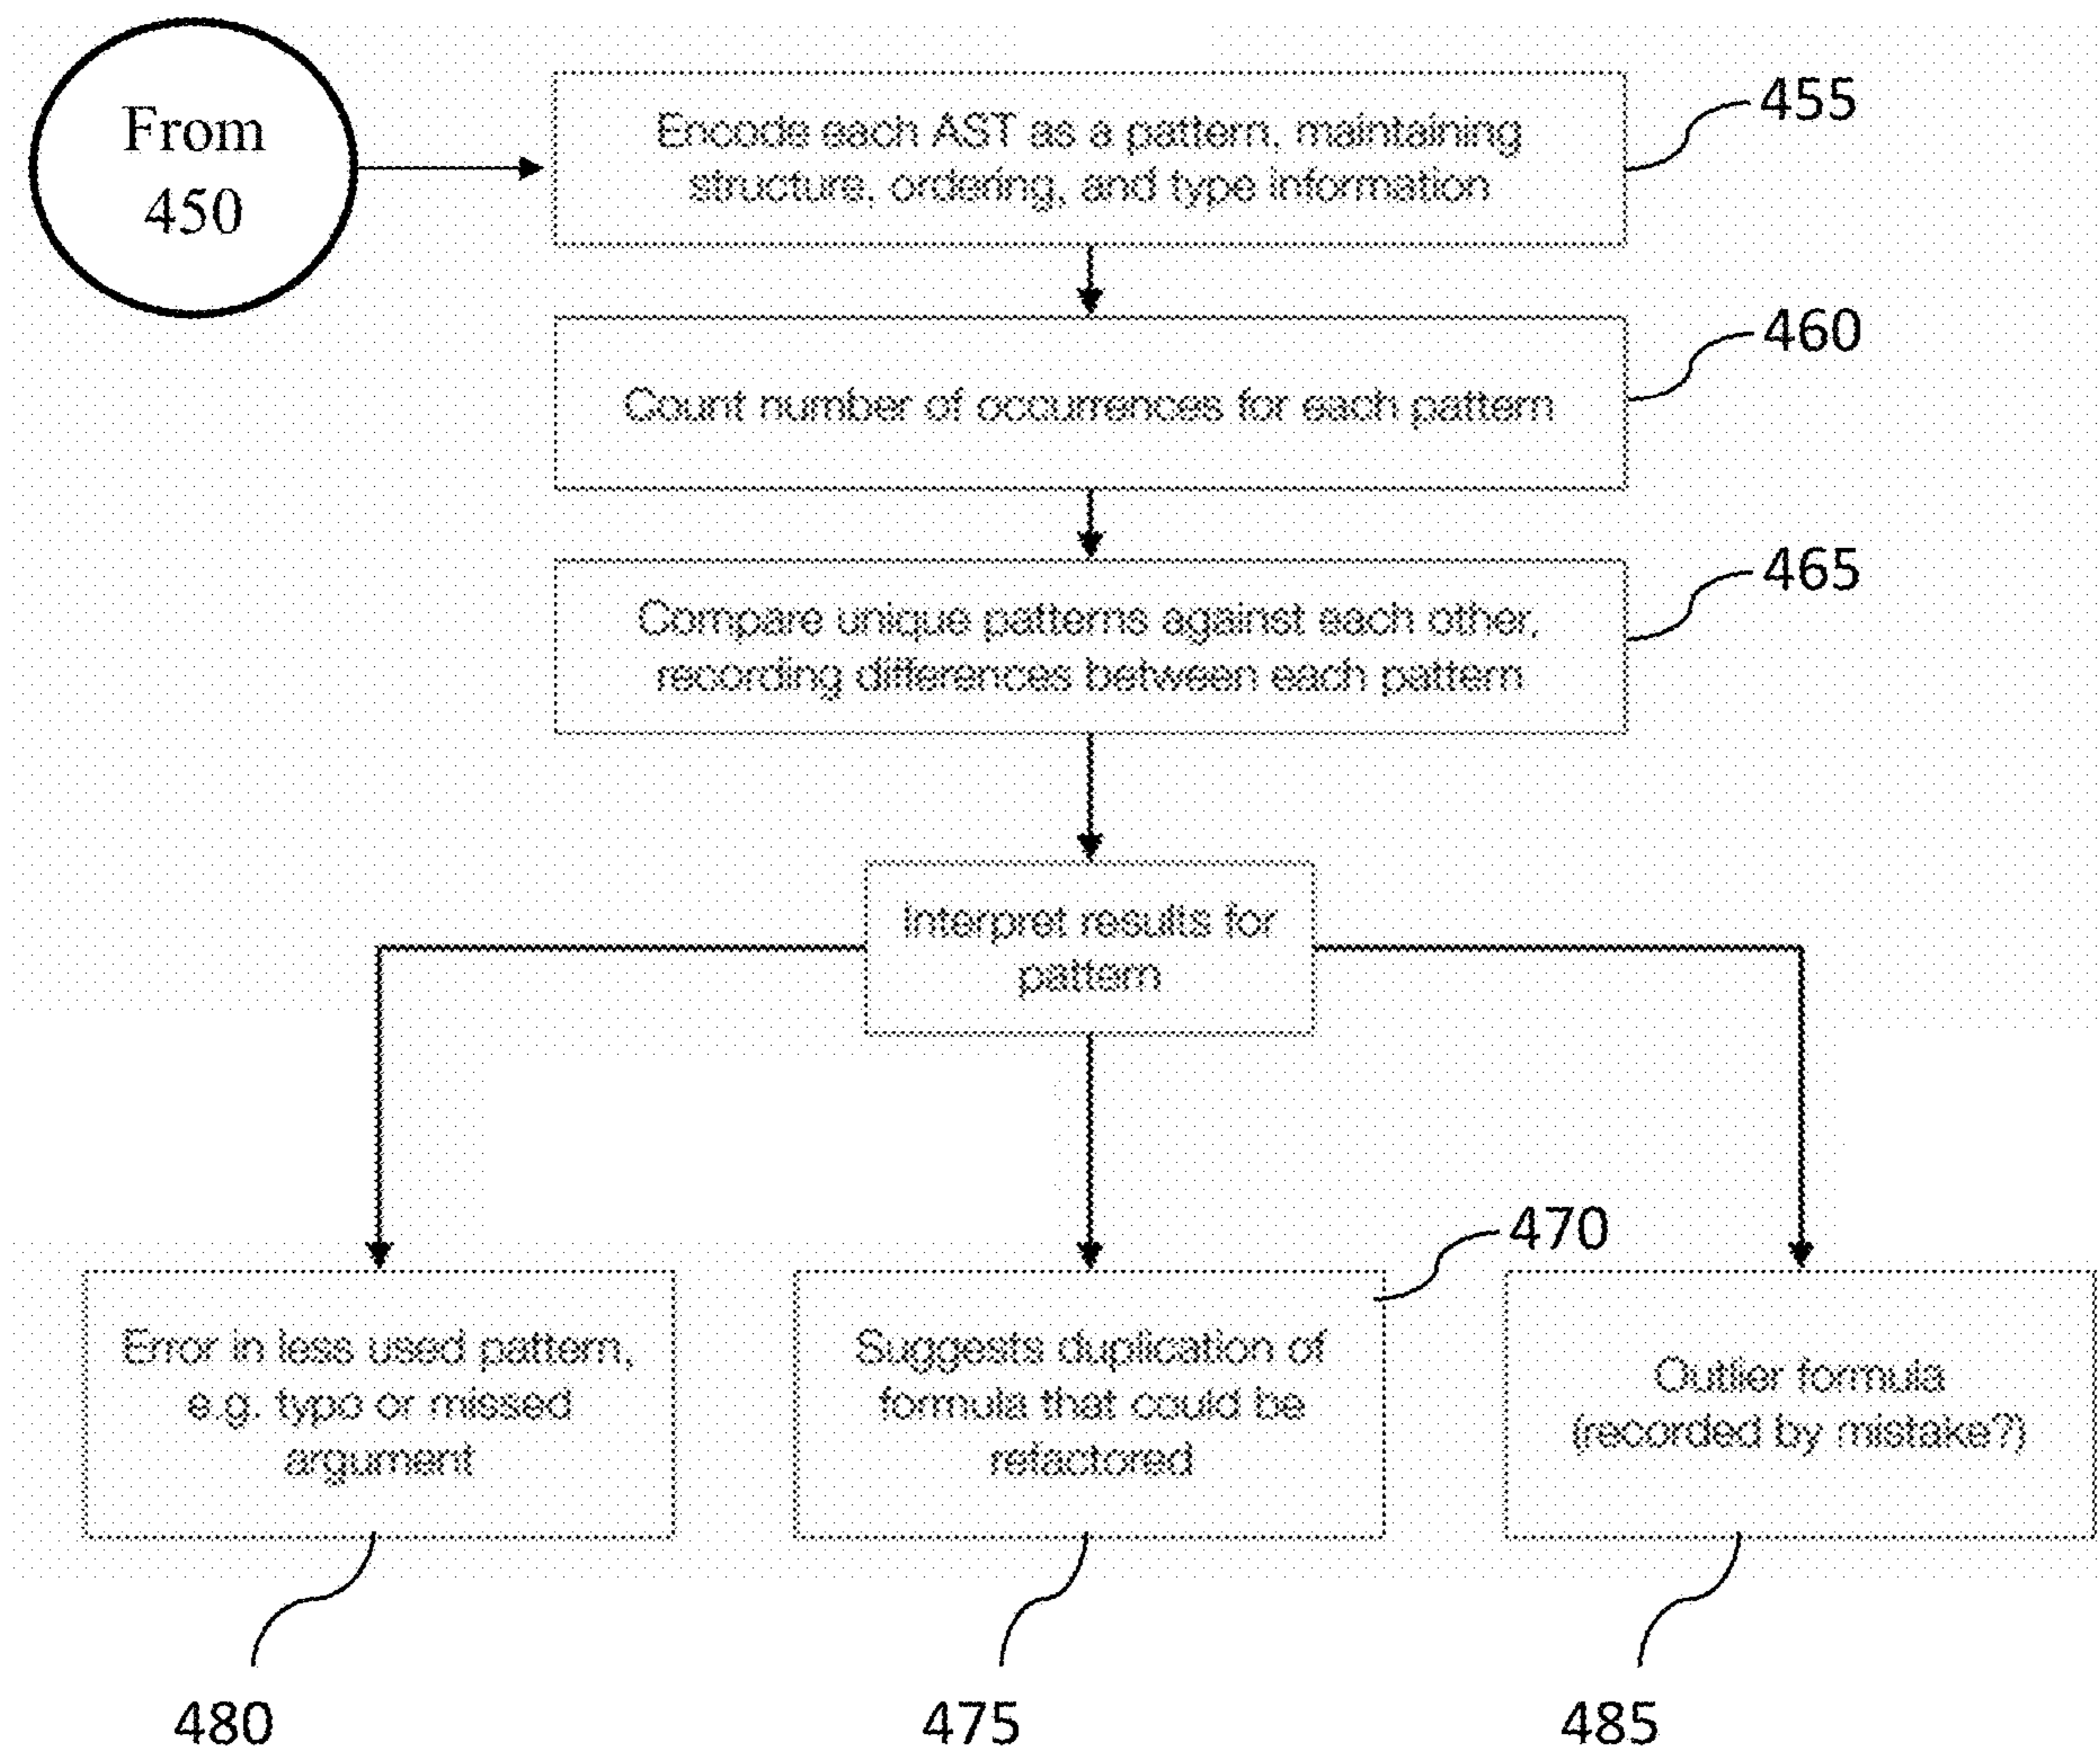 From
450
Encode each AST as a pattern, maintaining
structure, ordering, and type information
455
Count number of occurrences for each pattern
460
Compare unique patterns against each other,
recording differences between each pattern
465
Interpret results for
pattern
470
Error in less used pattern,
e.g. typo or missed
argument
Suggests duplication of
formula that could be
refactored
Outlier formula
(recorded by mistake?)
480
475
485